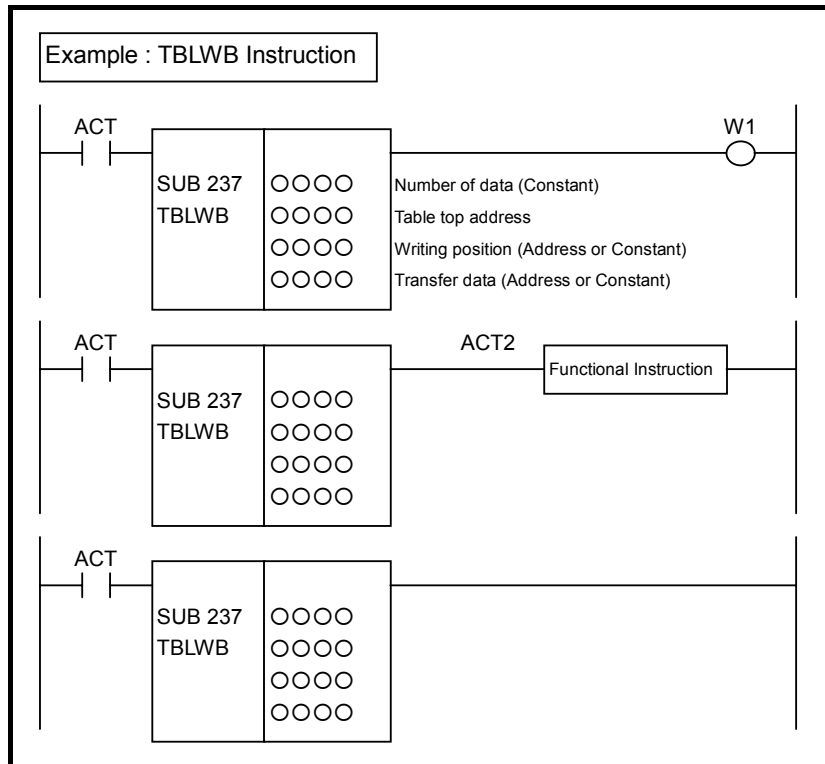 Example : TBLWB Instruction
ACT W1
SUB 237 ○○○○ Number of data (Constant)
TBLWB ○○○○ Table top address
○○○○ Writing position (Address or Constant)
○○○○ Transfer data (Address or Constant)
ACT ACT2
Functional Instruction
SUB 237 ○○○○
TBLWB ○○○○
○○○○
○○○○
ACT
SUB 237 ○○○○
TBLWB ○○○○
○○○○
○○○○